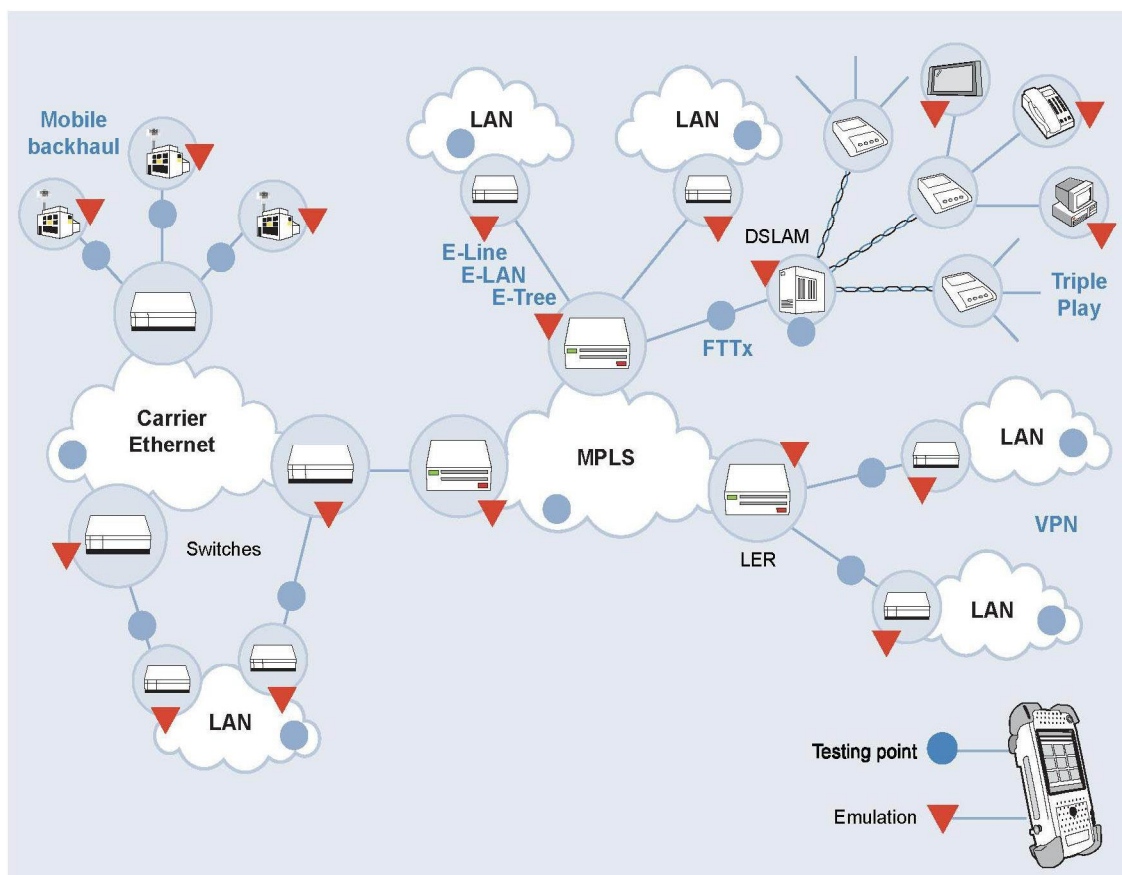 Mobile
backhaul
LAN
LAN
DSLAM
E-Line
E-LAN
E-Tree
FTTx
Triple
Play
Carrier
Ethernet
MPLS
LAN
VPN
Switches
LER
LAN
LAN
Testing point
Emulation